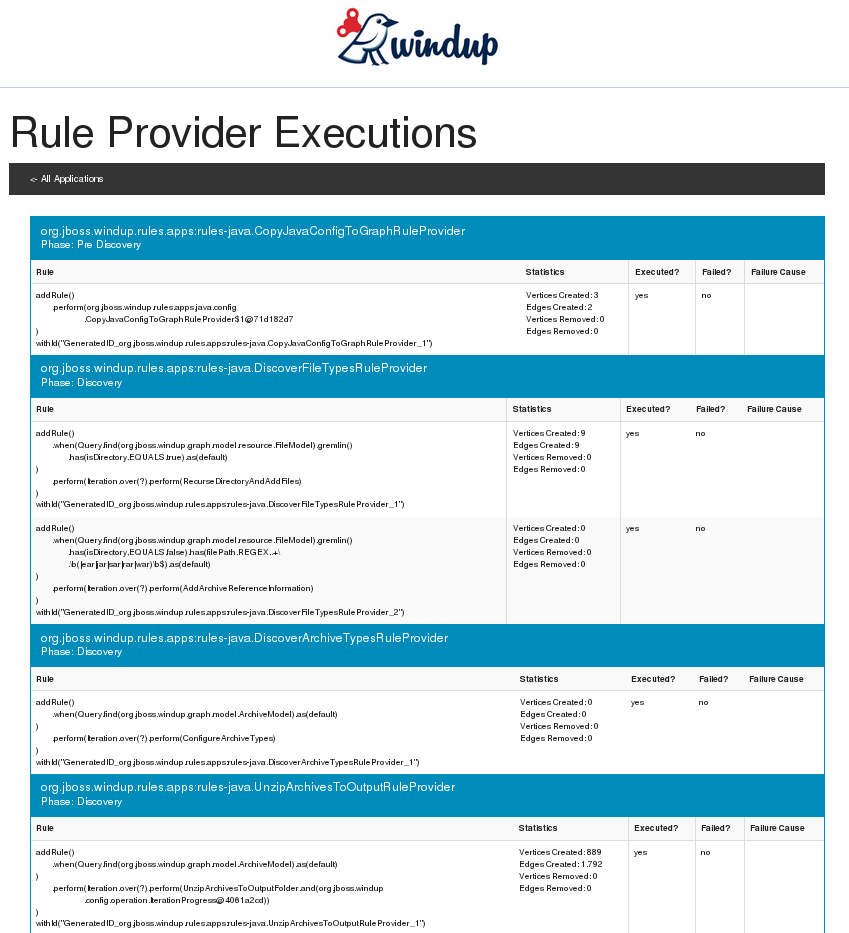 windup
Rule Provider Executions
<- All Applications
org.jboss.windup.rules.apps:rules-java.CopyJavaConfigToGraphRuleProvider
Phase: Pre Discovery
Rule Statistics Executed? Failed? Failure Cause
addRule() Vertices Created: 3 yes no
.perform(org.jboss.windup.rules.apps.java.config Edges Created: 2
.CopyJavaConfigToGraphRuleProvider$1@71d182d7 Vertices Removed: 0
) Edges Removed: 0
withId("GeneratedID_org.jboss.windup.rules.apps:rules-java.CopyJavaConfigToGraphRuleProvider_1")
org.jboss.windup.rules.apps:rules-java.DiscoverFileTypesRuleProvider
Phase: Discovery
Rule Statistics Executed? Failed? Failure Cause
addRule() Vertices Created: 9 yes no
.when(Query.find(org.jboss.windup.graph.model.resource.FileModel).gremlin() Edges Created: 9
.has(isDirectory.EQUALS,true).as(default) Vertices Removed: 0
) Edges Removed: 0
.perform(Iteration.over(?).perform(RecurseDirectoryAndAddFiles)
)
withId("GeneratedID_org.jboss.windup.rules.apps:rules-java.DiscoverFileTypesRuleProvider_1")
addRule() Vertices Created: 0 yes no
.when(Query.find(org.jboss.windup.graph.model.resource.FileModel).gremlin() Edges Created: 0
.has(isDirectory.EQUALS,false).has(filePath,REGEX,.+\ Vertices Removed: 0
.\b(|ear|jar|sar|rar|war)\b$).as(default) Edges Removed: 0
)
.perform(Iteration.over(?).perform(AddArchiveReferenceInformation)
)
withId("GeneratedID_org.jboss.windup.rules.apps:rules-java.DiscoverFileTypesRuleProvider_2")
org.jboss.windup.rules.apps:rules-java.DiscoverArchiveTypesRuleProvider
Phase: Discovery
Rule Statistics Executed? Failed? Failure Cause
addRule() Vertices Created: 0 yes no
.when(Query.find(org.jboss.windup.graph.model.ArchiveModel).as(default) Edges Created: 0
) Vertices Removed: 0
.perform(Iteration.over(?).perform(ConfigureArchiveTypes) Edges Removed: 0
)
withId("GeneratedID_org.jboss.windup.rules.apps:rules-java.DiscoverArchiveTypesRuleProvider_1")
org.jboss.windup.rules.apps:rules-java.UnzipArchivesToOutputRuleProvider
Phase: Discovery
Rule Statistics Executed? Failed? Failure Cause
addRule() Vertices Created: 889 yes no
.when(Query.find(org.jboss.windup.graph.model.ArchiveModel).as(default) Edges Created: 1,792
) Vertices Removed: 0
.perform(Iteration.over(?).perform(UnzipArchivesToOutputFolder.and(org.jboss.windup Edges Removed: 0
.config.operation.IterationProgress@4061a2cd))
)
withId("GeneratedID_org.jboss.windup.rules.apps:rules-java.UnzipArchivesToOutputRuleProvider_1")